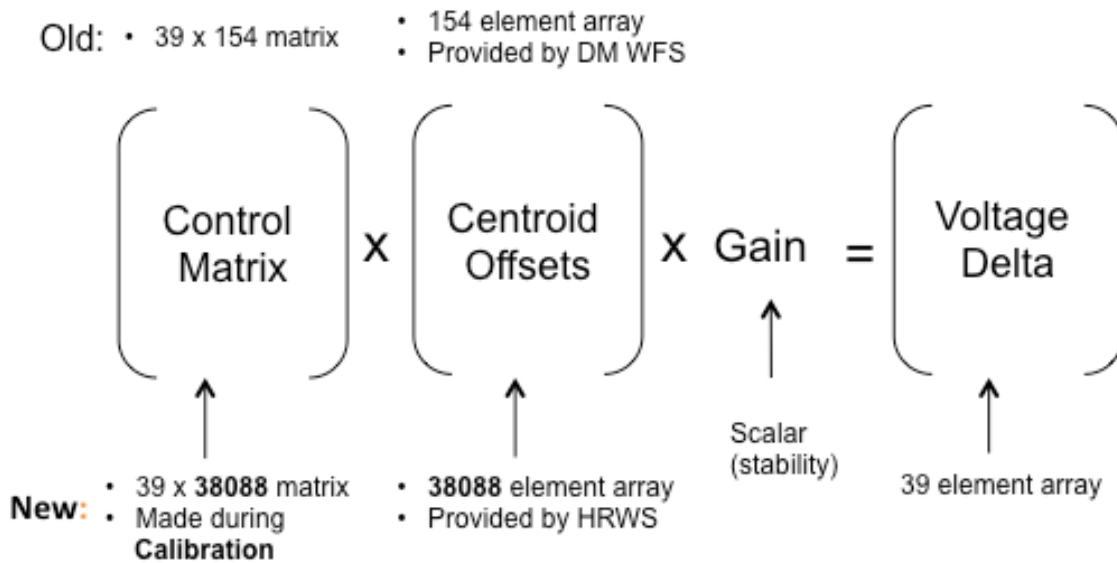 Old: • 39 x 154 matrix
• 154 element array
• Provided by DM WFS
Control Matrix x Centroid Offsets x Gain = Voltage Delta
Scalar (stability)
39 element array
New: • 39 x 38088 matrix
• Made during Calibration
• 38088 element array
• Provided by HRWS